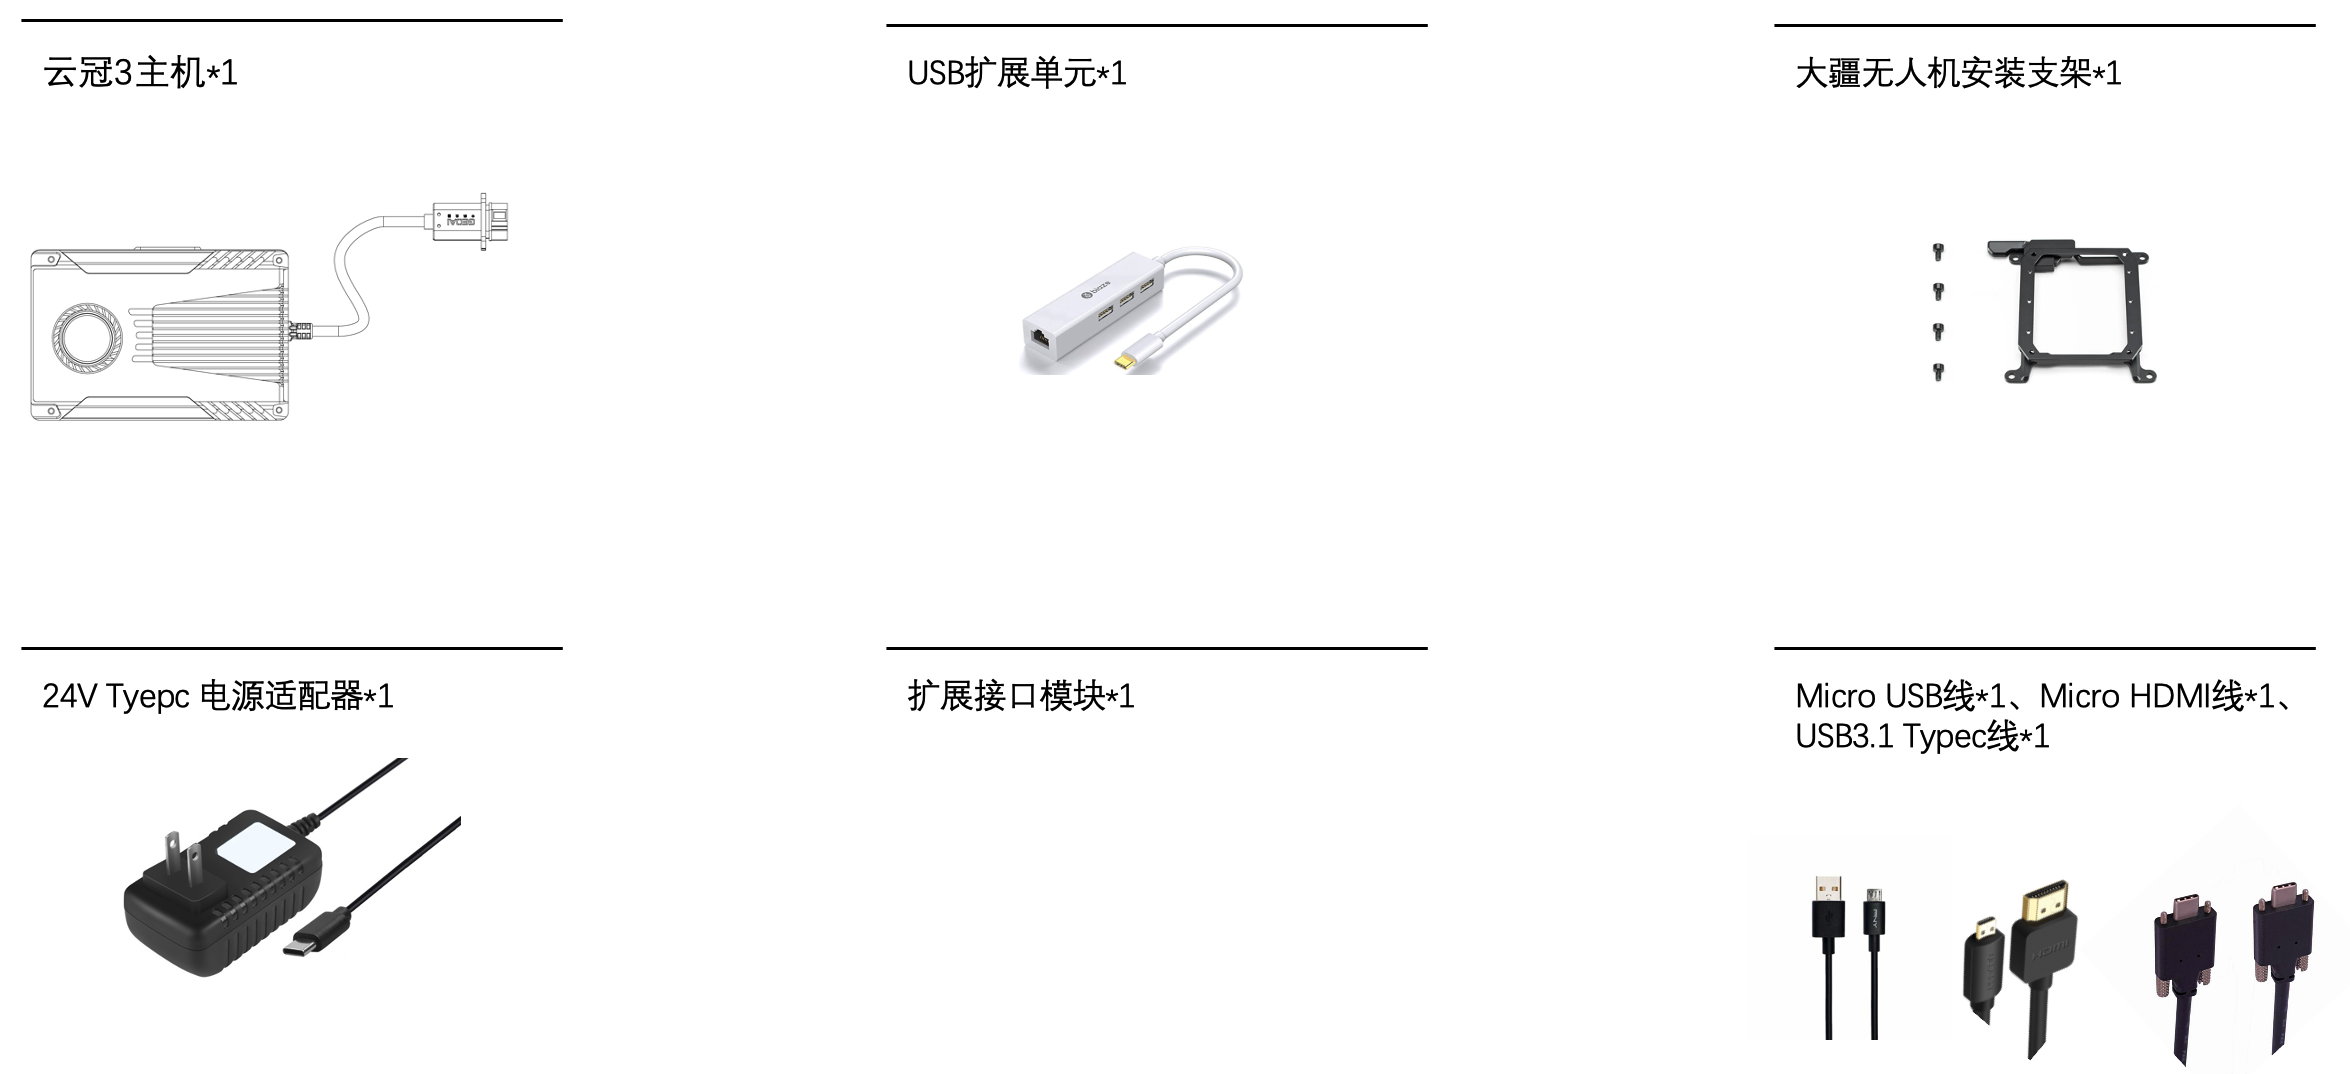 云冠3主机*1
USB扩展单元*1
大疆无人机安装支架*1
biaze
24V Tyepc 电源适配器*1
扩展接口模块*1
Micro USB线*1、Micro HDMI线*1、
USB3.1 Typec线*1
HDMI